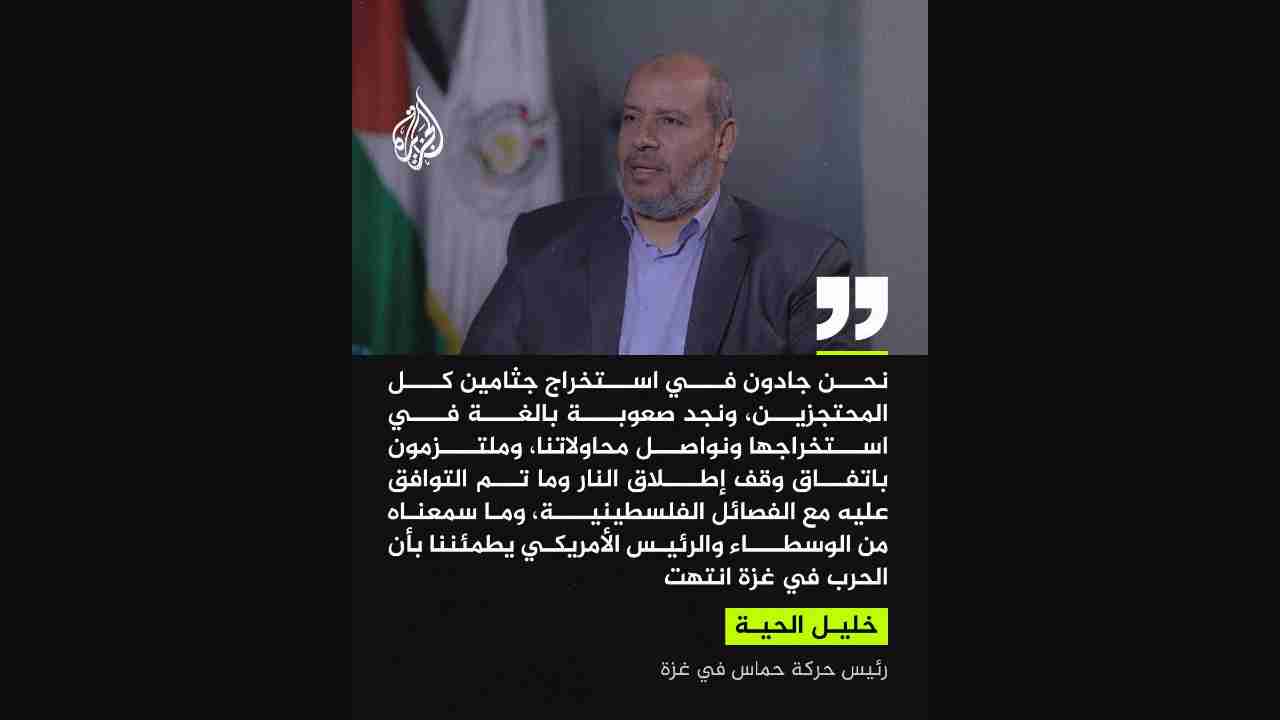 الجزيرة
نحن جادون في استخراج جثامين كل
المحتجزين، ونجد صعوبة بالغة في
استخراجها ونواصل محاولاتنا، وملتزمون
باتفاق وقف إطلاق النار وما تم التوافق
عليه مع الفصائل الفلسطينية، وما سمعناه
من الوسطاء والرئيس الأمريكي يطمئننا بأن
الحرب في غزة انتهت
خليل الحية
رئيس حركة حماس في غزة